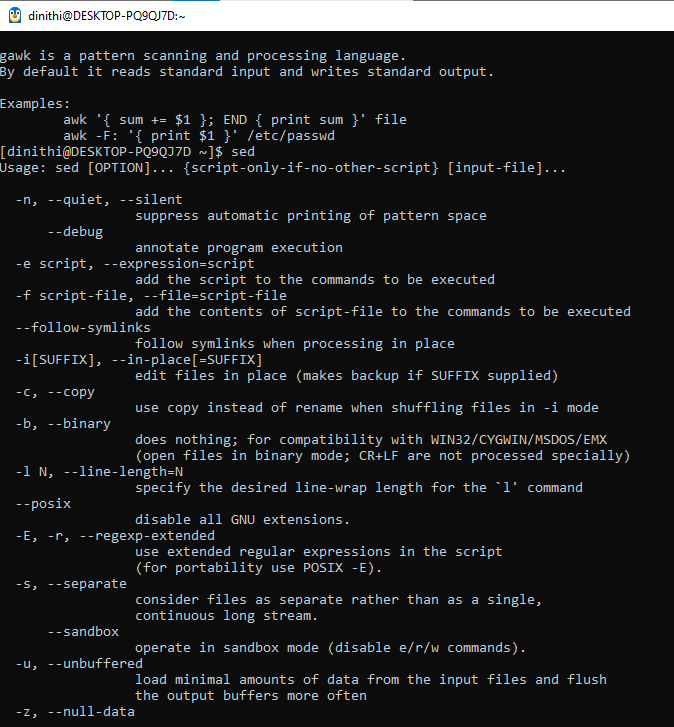 dinithi@DESKTOP-PQ9QJ7D:~
gawk is a pattern scanning and processing language.
By default it reads standard input and writes standard output.
Examples:
awk '{ sum += $1 }; END { print sum }' file
awk -F: '{ print $1 }' /etc/passwd
[dinithi@DESKTOP-PQ9QJ7D ~]$ sed
Usage: sed [OPTION]... {script-only-if-no-other-script} [input-file]...
-n, --quiet, --silent
suppress automatic printing of pattern space
--debug
annotate program execution
-e script, --expression=script
add the script to the commands to be executed
-f script-file, --file=script-file
add the contents of script-file to the commands to be executed
--follow-symlinks
follow symlinks when processing in place
-i[SUFFIX], --in-place[=SUFFIX]
edit files in place (makes backup if SUFFIX supplied)
-c, --copy
use copy instead of rename when shuffling files in -i mode
-b, --binary
does nothing; for compatibility with WIN32/CYGWIN/MSDOS/EMX
(open files in binary mode; CR+LF are not processed specially)
-l N, --line-length=N
specify the desired line-wrap length for the `l' command
--posix
disable all GNU extensions.
-E, -r, --regexp-extended
use extended regular expressions in the script
(for portability use POSIX -E).
-s, --separate
consider files as separate rather than as a single,
continuous long stream.
--sandbox
operate in sandbox mode (disable e/r/w commands).
-u, --unbuffered
load minimal amounts of data from the input files and flush
the output buffers more often
-z, --null-data